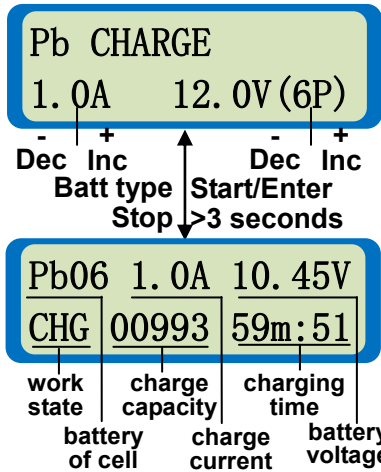 Pb CHARGE
1.0A 12.0V(6P)
- + - +
Dec Inc Dec Inc
Batt type Start/Enter
Stop >3 seconds
Pb06 1.0A 10.45V
CHG 00993 59m:51
work charge charging
state capacity time
battery charge battery
of cell current voltage